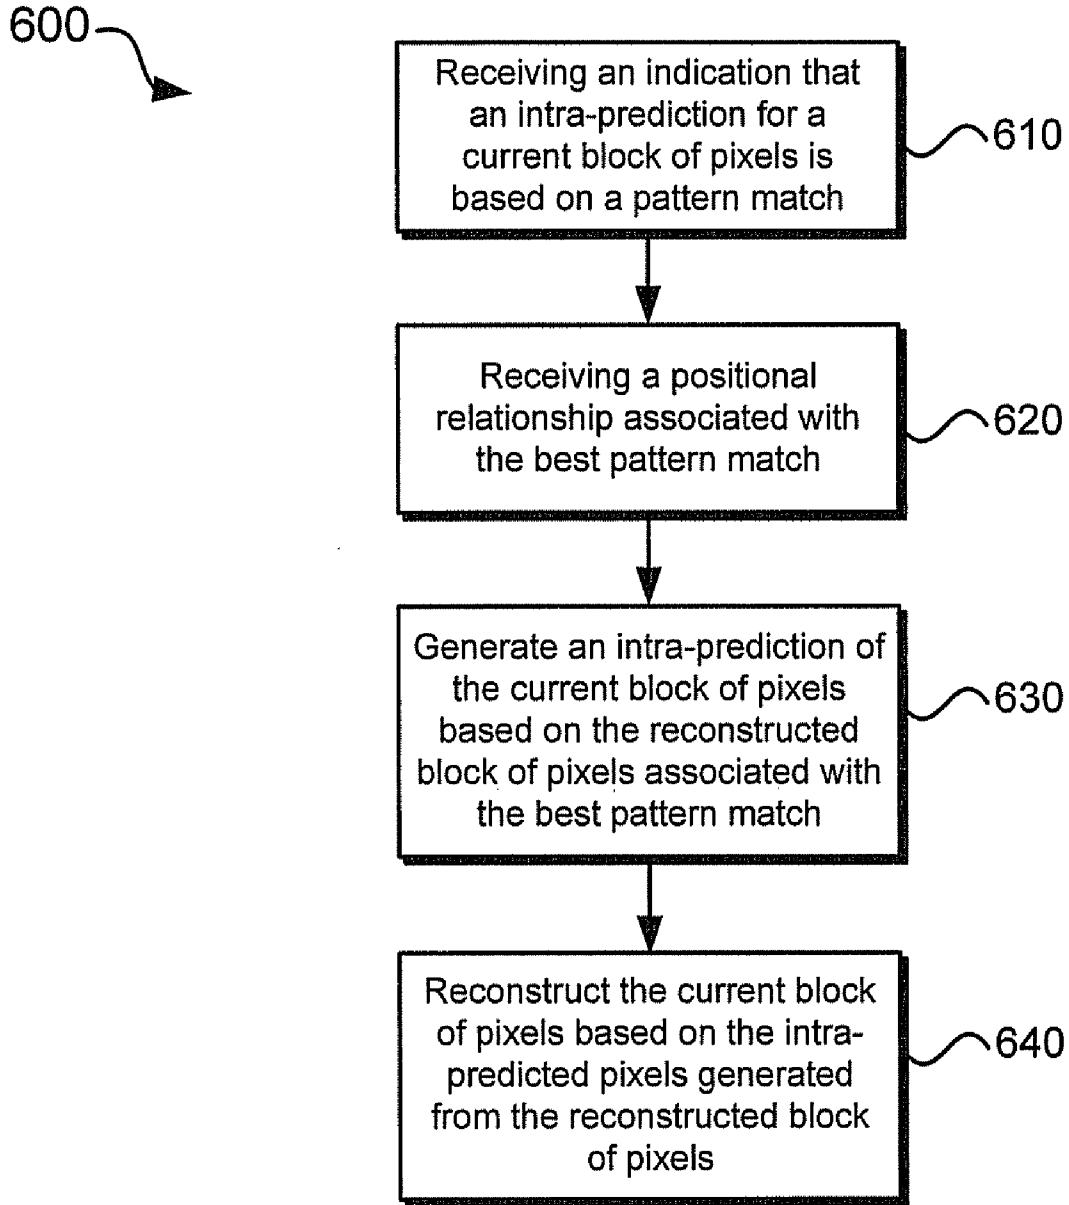 600
Receiving an indication that
an intra-prediction for a
current block of pixels is
based on a pattern match
610
Receiving a positional
relationship associated with
the best pattern match
620
Generate an intra-prediction of
the current block of pixels
based on the reconstructed
block of pixels associated with
the best pattern match
630
Reconstruct the current block
of pixels based on the intra-
predicted pixels generated
from the reconstructed block
of pixels
640